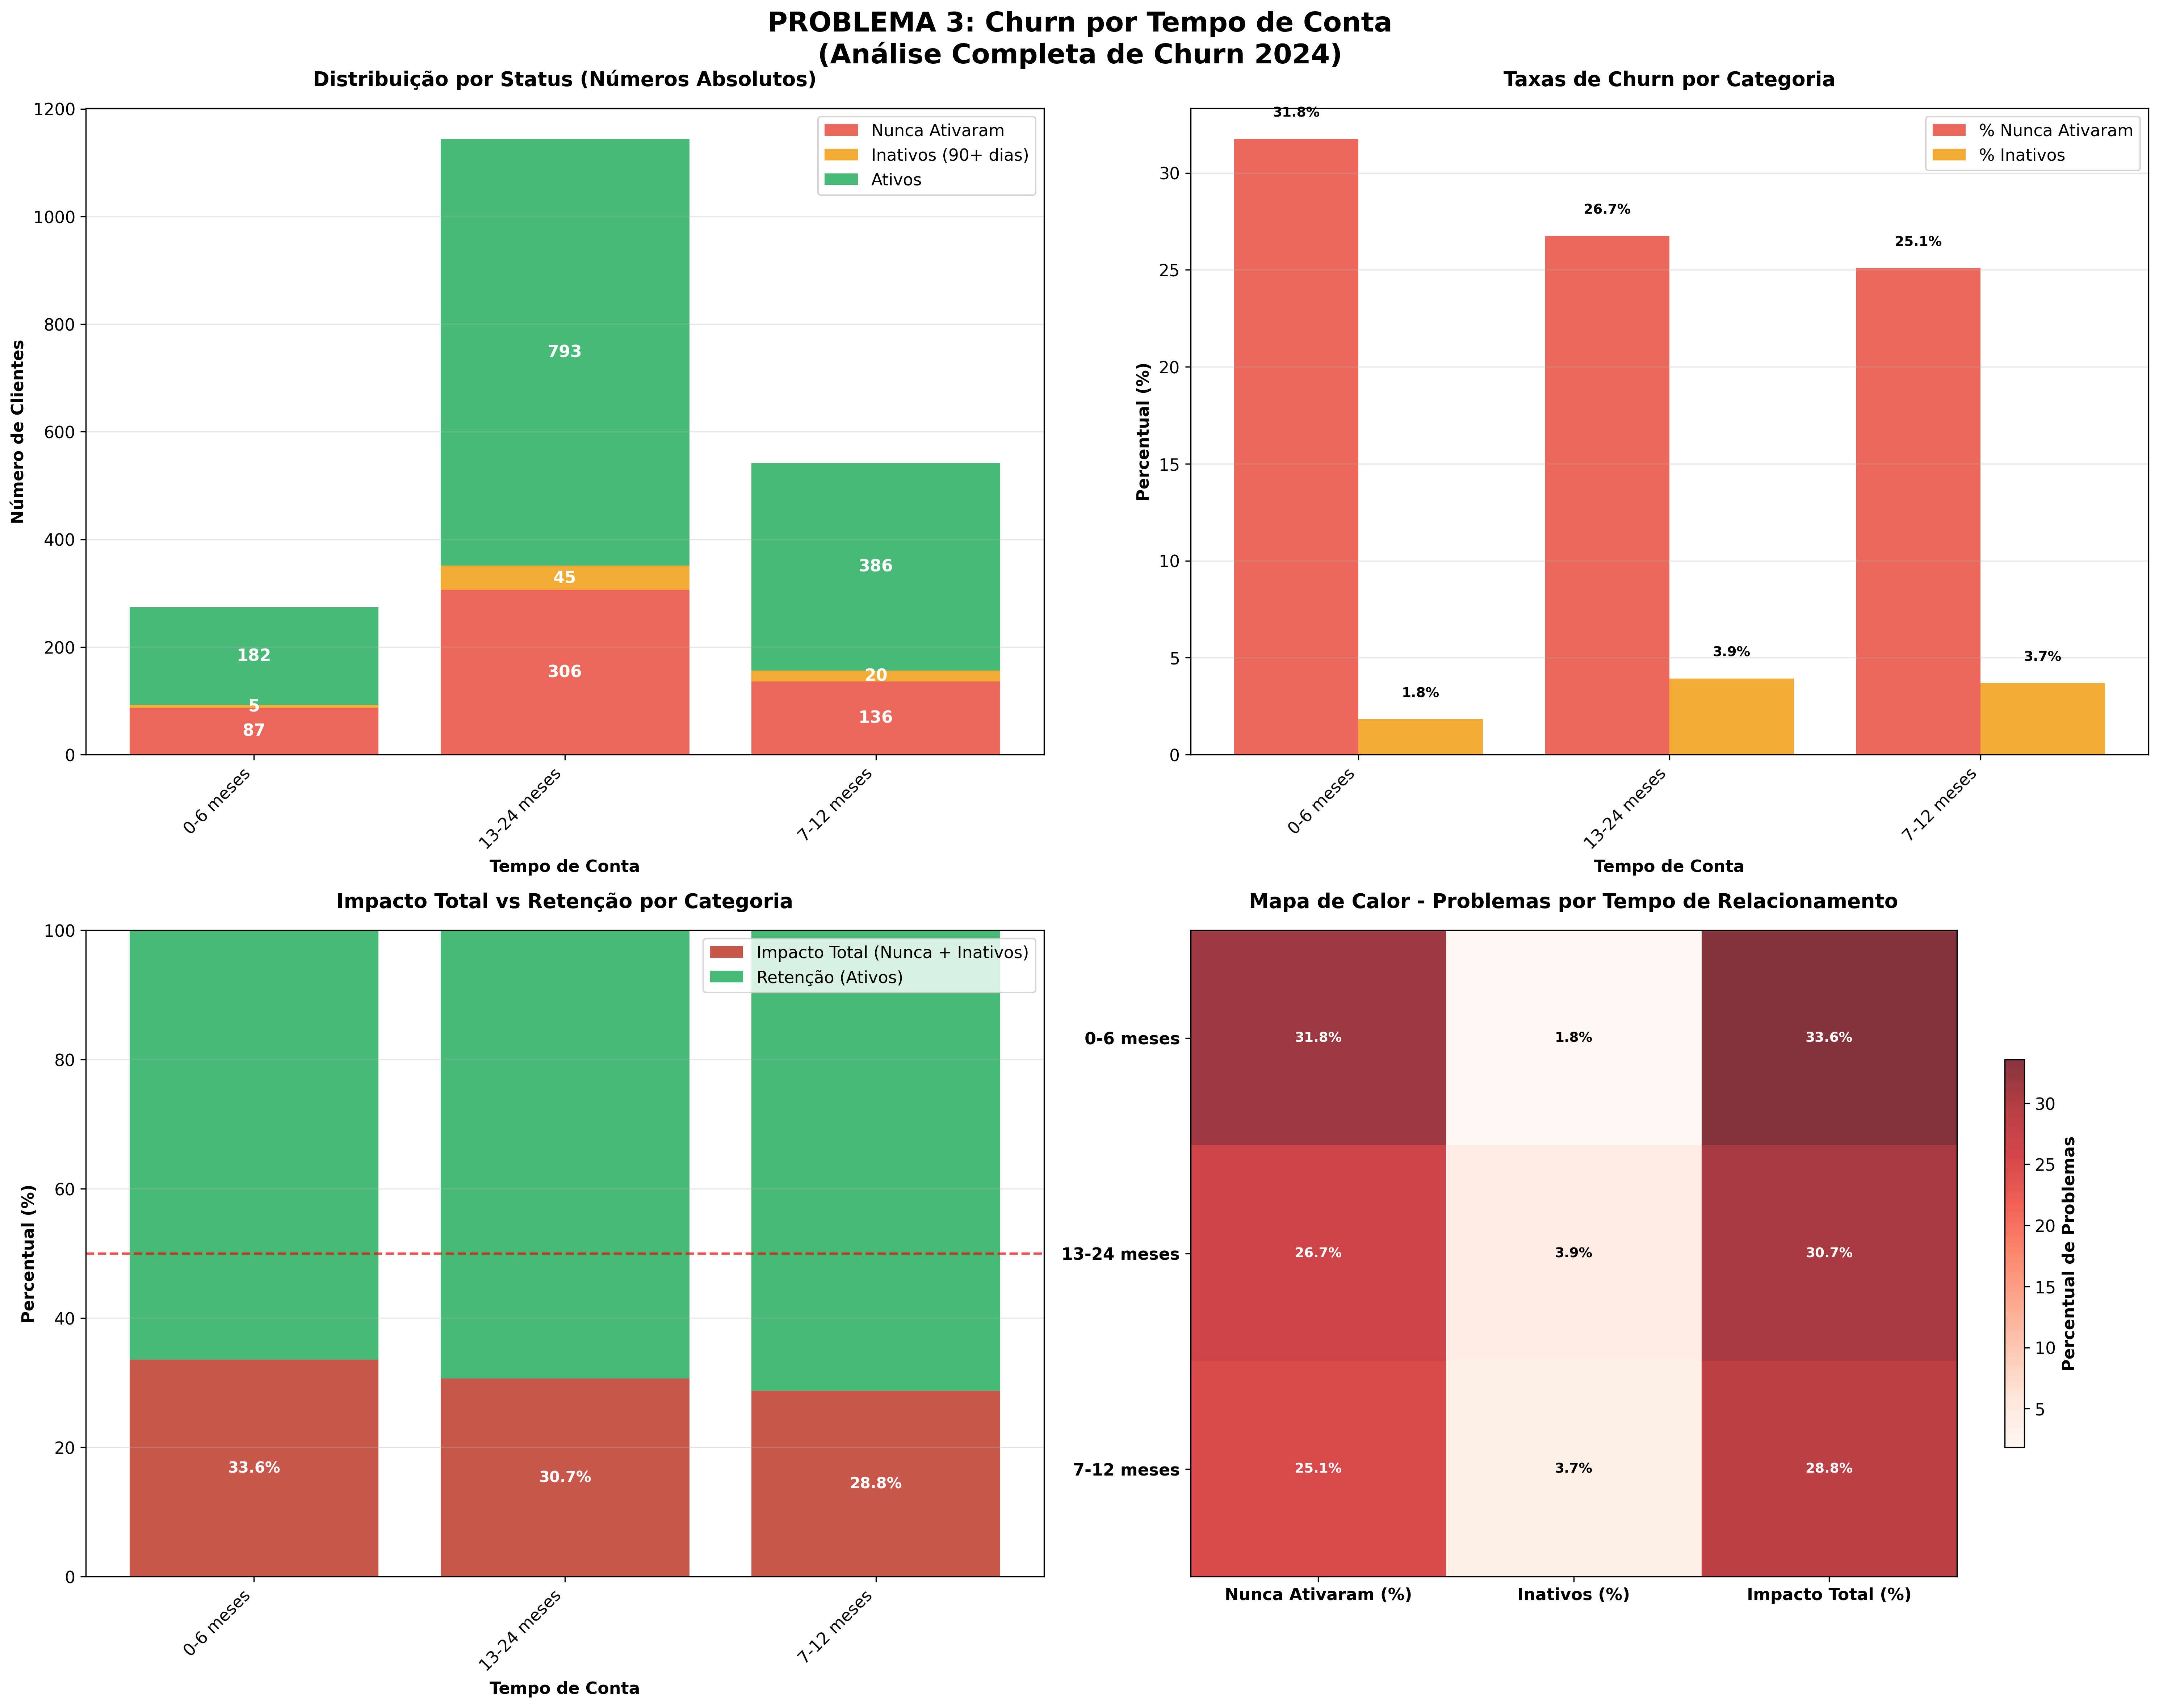 PROBLEMA 3: Churn por Tempo de Conta
(Análise Completa de Churn 2024)
Distribuição por Status (Números Absolutos)
Número de Clientes
1200
1000
800
600
400
200
0
Nunca Ativaram
Inativos (90+ dias)
Ativos
182
5
87
793
45
306
386
20
136
0-6 meses
13-24 meses
7-12 meses
Tempo de Conta
Taxas de Churn por Categoria
Percentual (%)
30
25
20
15
10
5
0
% Nunca Ativaram
% Inativos
31.8%
1.8%
26.7%
3.9%
25.1%
3.7%
0-6 meses
13-24 meses
7-12 meses
Tempo de Conta
Impacto Total vs Retenção por Categoria
Percentual (%)
100
80
60
40
20
0
Impacto Total (Nunca + Inativos)
Retenção (Ativos)
33.6%
30.7%
28.8%
0-6 meses
13-24 meses
7-12 meses
Tempo de Conta
Mapa de Calor - Problemas por Tempo de Relacionamento
0-6 meses
31.8%
1.8%
33.6%
13-24 meses
26.7%
3.9%
30.7%
7-12 meses
25.1%
3.7%
28.8%
Nunca Ativaram (%)
Inativos (%)
Impacto Total (%)
30
25
20
15
10
5
Percentual de Problemas